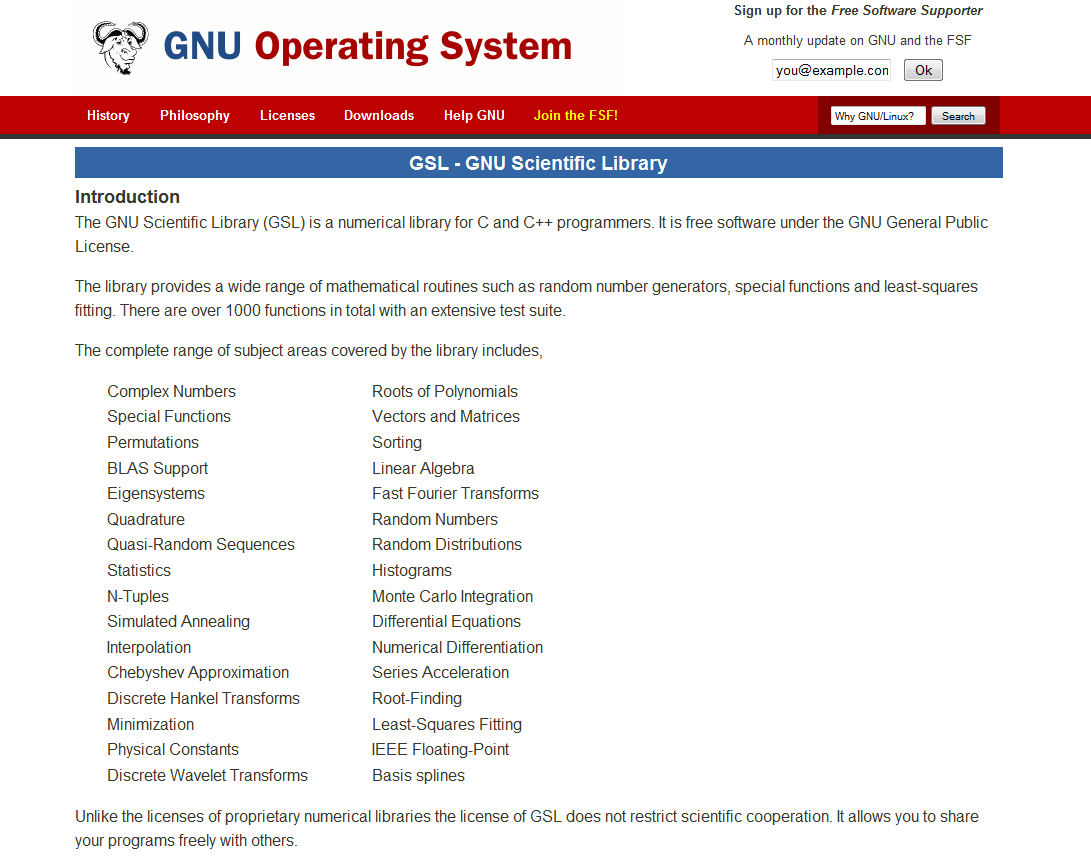 GNU Operating System
Sign up for the Free Software Supporter
A monthly update on GNU and the FSF
you@example.con Ok
History Philosophy Licenses Downloads Help GNU Join the FSF!
Why GNU/Linux? Search
GSL - GNU Scientific Library
Introduction
The GNU Scientific Library (GSL) is a numerical library for C and C++ programmers. It is free software under the GNU General Public
License.
The library provides a wide range of mathematical routines such as random number generators, special functions and least-squares
fitting. There are over 1000 functions in total with an extensive test suite.
The complete range of subject areas covered by the library includes,
Complex Numbers Roots of Polynomials
Special Functions Vectors and Matrices
Permutations Sorting
BLAS Support Linear Algebra
Eigensystems Fast Fourier Transforms
Quadrature Random Numbers
Quasi-Random Sequences Random Distributions
Statistics Histograms
N-Tuples Monte Carlo Integration
Simulated Annealing Differential Equations
Interpolation Numerical Differentiation
Chebyshev Approximation Series Acceleration
Discrete Hankel Transforms Root-Finding
Minimization Least-Squares Fitting
Physical Constants IEEE Floating-Point
Discrete Wavelet Transforms Basis splines
Unlike the licenses of proprietary numerical libraries the license of GSL does not restrict scientific cooperation. It allows you to share
your programs freely with others.